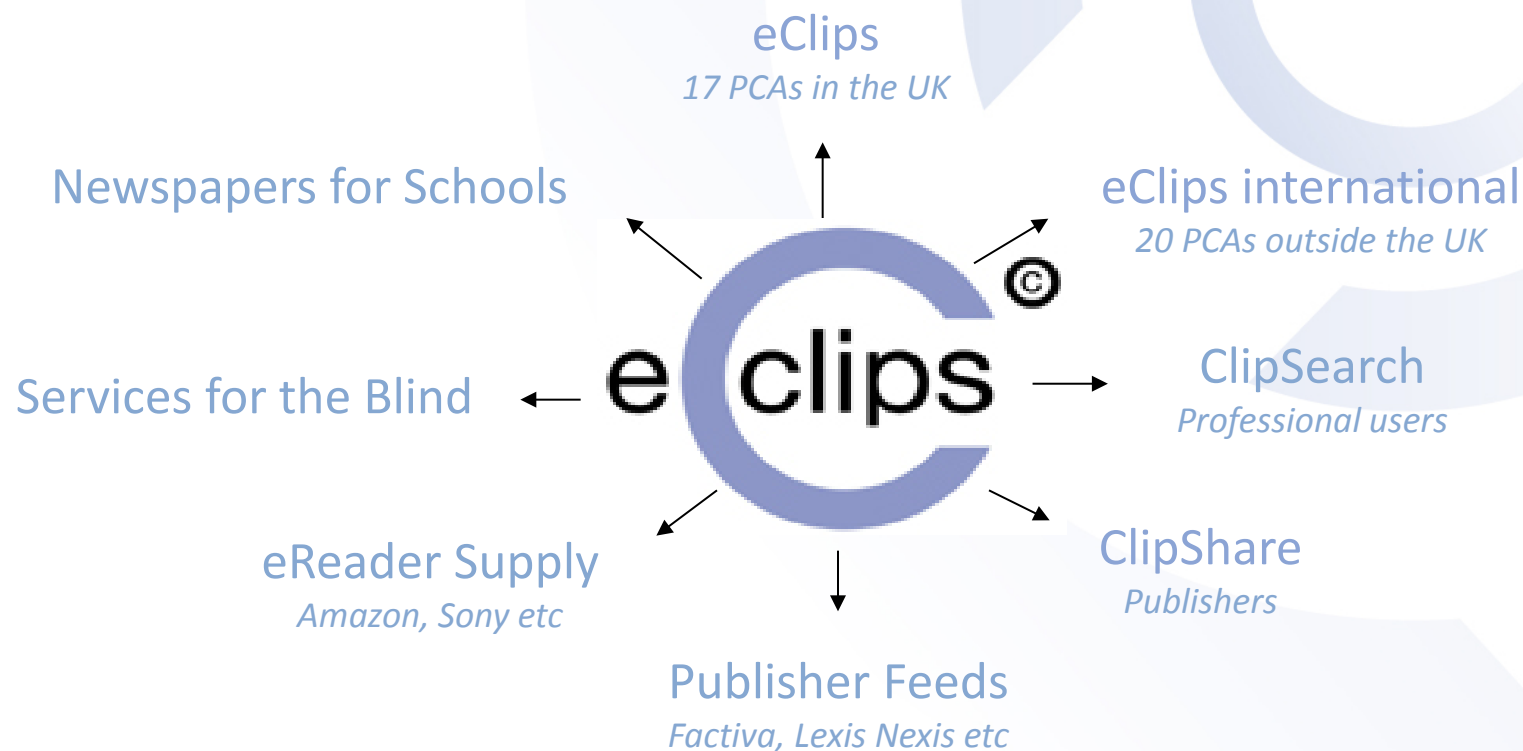 eClips
17 PCAs in the UK
Newspapers for Schools
eClips international
20 PCAs outside the UK
©
e clips
ClipSearch
Professional users
Services for the Blind
eReader Supply
Amazon, Sony etc
ClipShare
Publishers
Publisher Feeds
Factiva, Lexis Nexis etc